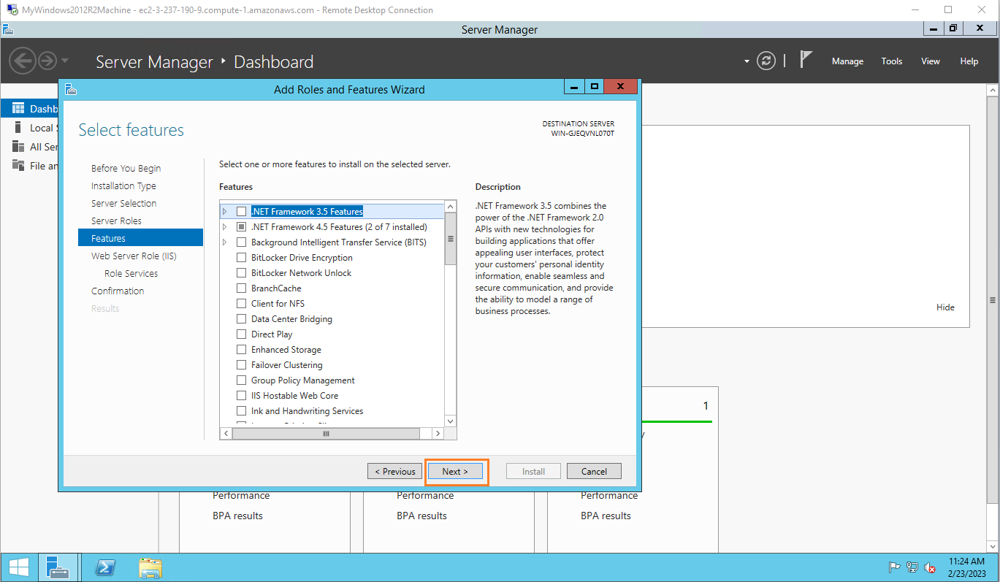 MyWindows2012R2Machine - ec2-3-237-190-9.compute-1.amazonaws.com - Remote Desktop Connection
Server Manager
Server Manager
Dashboard
Manage
Tools
View
Help
Dashb
Local S
All Ser
File an
Add Roles and Features Wizard
Select features
DESTINATION SERVER
WIN-GJEQVNL070T
Before You Begin
Installation Type
Server Selection
Server Roles
Features
Web Server Role (IIS)
Role Services
Confirmation
Results
Select one or more features to install on the selected server.
Features
.NET Framework 3.5 Features
.NET Framework 4.5 Features (2 of 7 installed)
Background Intelligent Transfer Service (BITS)
BitLocker Drive Encryption
BitLocker Network Unlock
BranchCache
Client for NFS
Data Center Bridging
Direct Play
Enhanced Storage
Failover Clustering
Group Policy Management
IIS Hostable Web Core
Ink and Handwriting Services
Description
.NET Framework 3.5 combines the
power of the .NET Framework 2.0
APIs with new technologies for
building applications that offer
appealing user interfaces, protect
your customers' personal identity
information, enable seamless and
secure communication, and provide
the ability to model a range of
business processes.
< Previous
Next >
Install
Cancel
Hide
1
Performance
BPA results
Performance
BPA results
Performance
BPA results
11:24 AM
2/23/2023